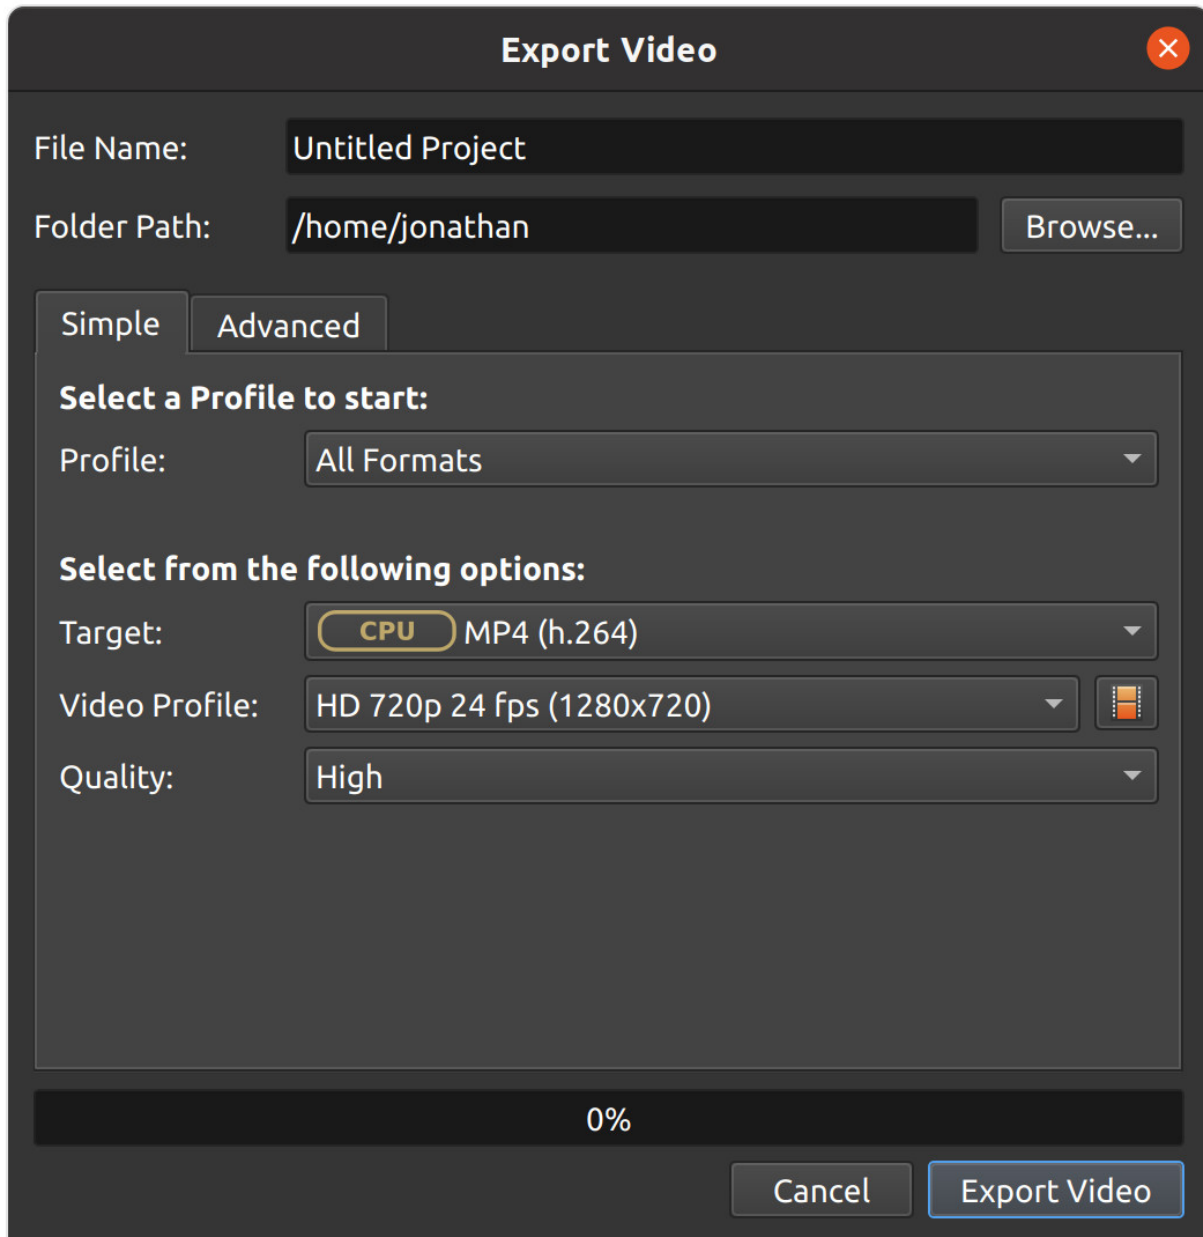 Export Video
File Name: Untitled Project
Folder Path: /home/jonathan Browse...
Simple Advanced
Select a Profile to start:
Profile: All Formats
Select from the following options:
Target: CPU MP4 (h.264)
Video Profile: HD 720p 24 fps (1280x720)
Quality: High
0%
Cancel Export Video